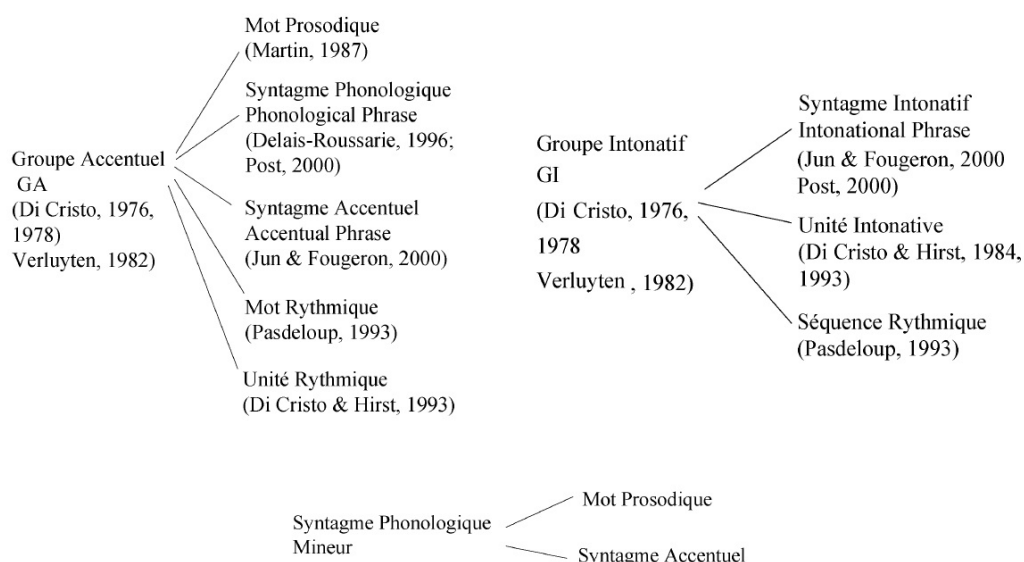 Groupe Accentuel
GA
(Di Cristo, 1976,
1978)
Verluyten, 1982)
Mot Prosodique
(Martin, 1987)
Syntagme Phonologique
Phonological Phrase
(Delais-Roussarie, 1996;
Post, 2000)
Syntagme Accentuel
Accentual Phrase
(Jun & Fougeron, 2000)
Mot Rythmique
(Pasdeloup, 1993)
Unité Rythmique
(Di Cristo & Hirst, 1993)
Groupe Intonatif
GI
(Di Cristo, 1976,
1978
Verluyten , 1982)
Syntagme Intonatif
Intonational Phrase
(Jun & Fougeron, 2000
Post, 2000)
Unité Intonative
(Di Cristo & Hirst, 1984,
1993)
Séquence Rythmique
(Pasdeloup, 1993)
Syntagme Phonologique
Mineur
Mot Prosodique
Syntagme Accentuel